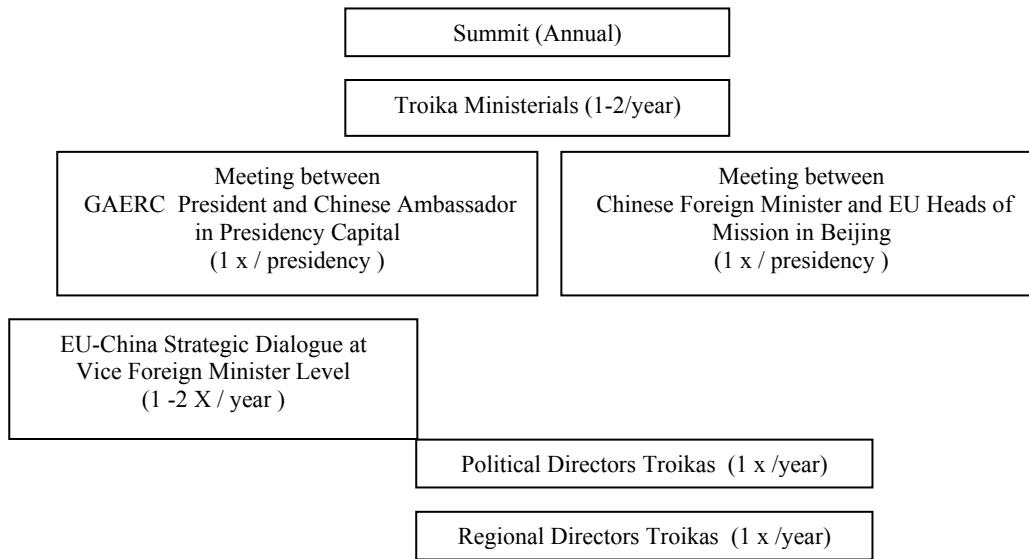 Summit (Annual)
Troika Ministerials (1-2/year)
Meeting between
GAERC President and Chinese Ambassador
in Presidency Capital
(1 x / presidency )
Meeting between
Chinese Foreign Minister and EU Heads of
Mission in Beijing
(1 x / presidency )
EU-China Strategic Dialogue at
Vice Foreign Minister Level
(1 -2 X / year )
Political Directors Troikas (1 x /year)
Regional Directors Troikas (1 x /year)